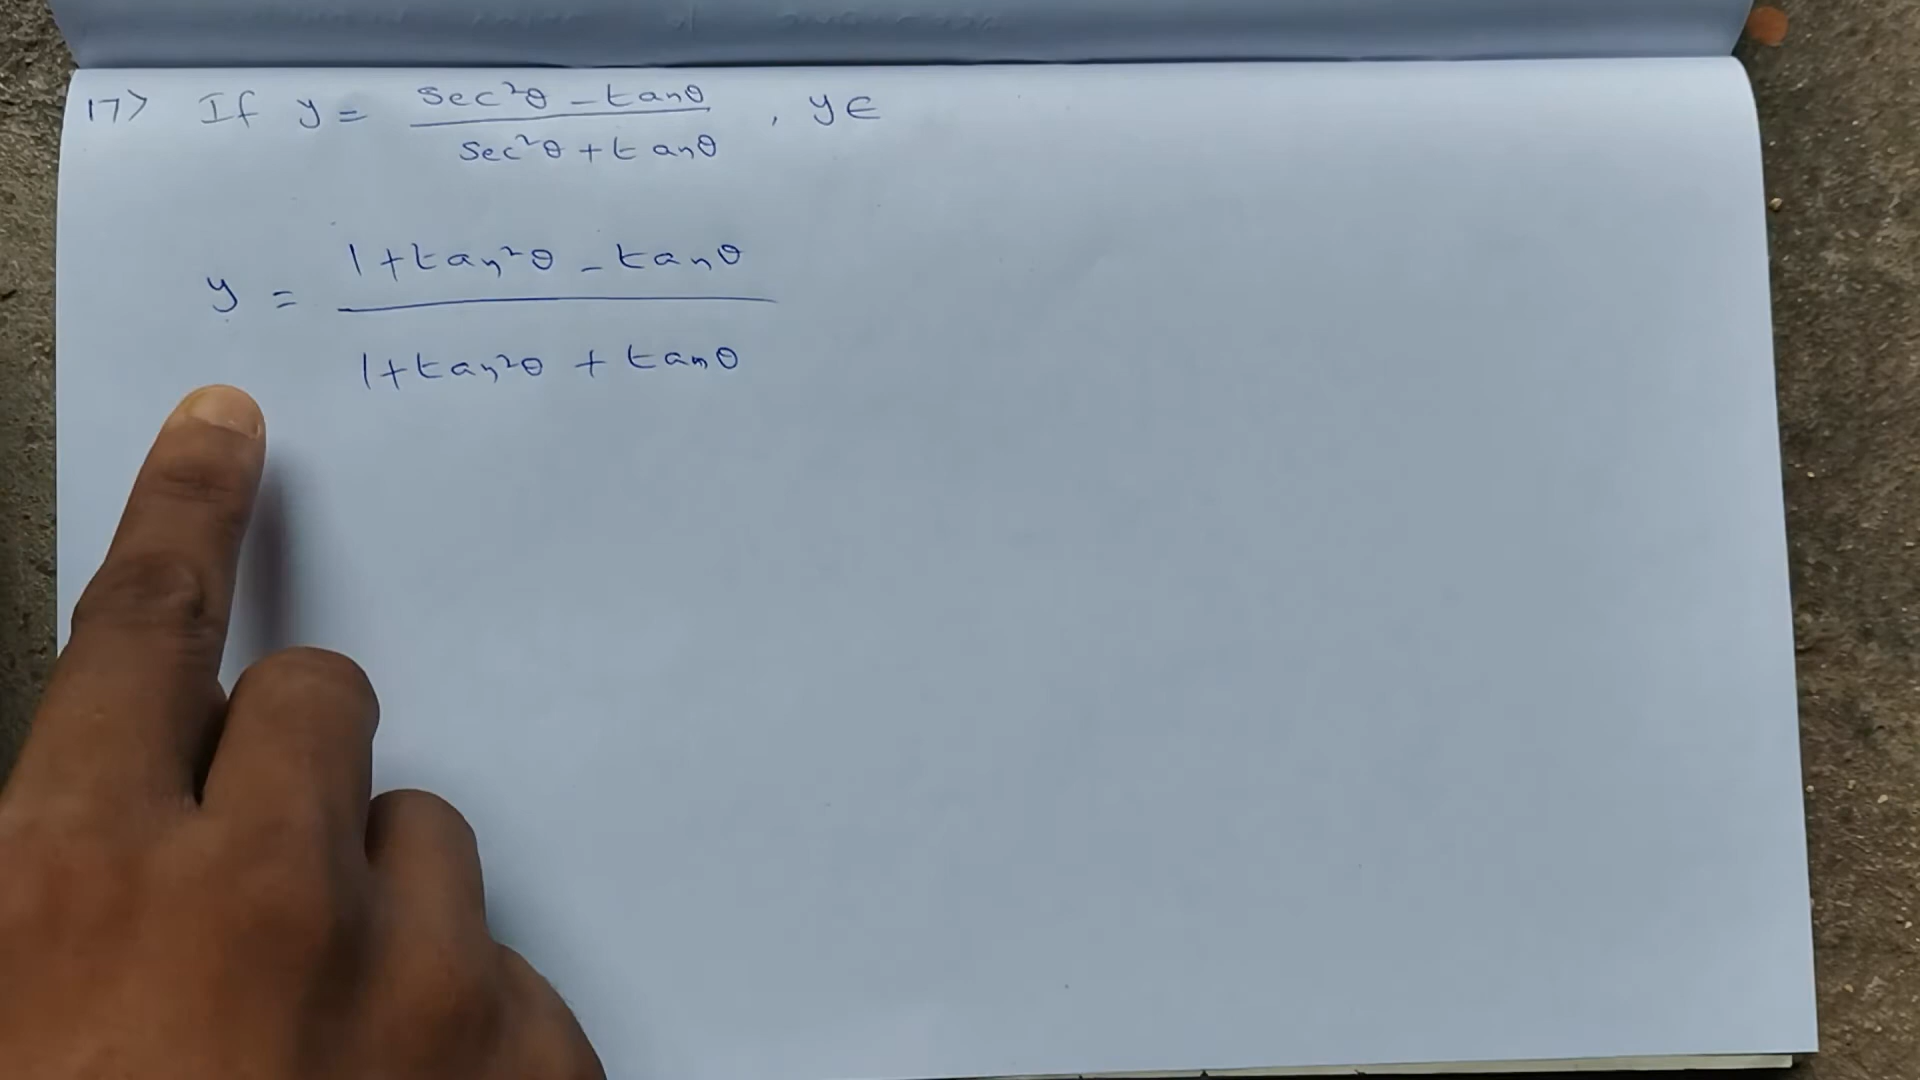 17> If y = sec²θ - tanθ / sec²θ + tanθ , y ∈
y = 1 + tan²θ - tanθ / 1 + tan²θ + tanθ